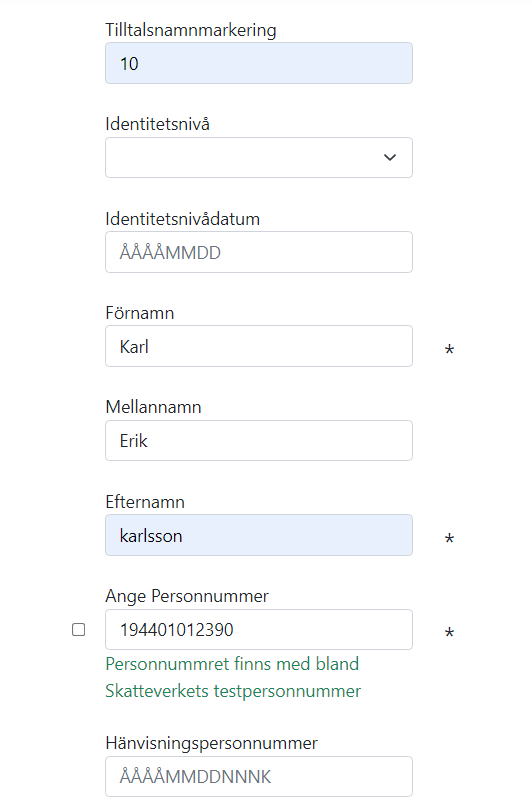 Tilltalsnamnmarkering
10
Identitetsnivå
Identitetsnivådatum
ÅÅÅÅMMDD
Förnamn
Karl
*
Mellannamn
Erik
Efternamn
karlsson
*
Ange Personnummer
194401012390
*
Personnummret finns med bland
Skatteverkets testpersonnummer
Hänvisningspersonnummer
ÅÅÅÅMMDDNNNK